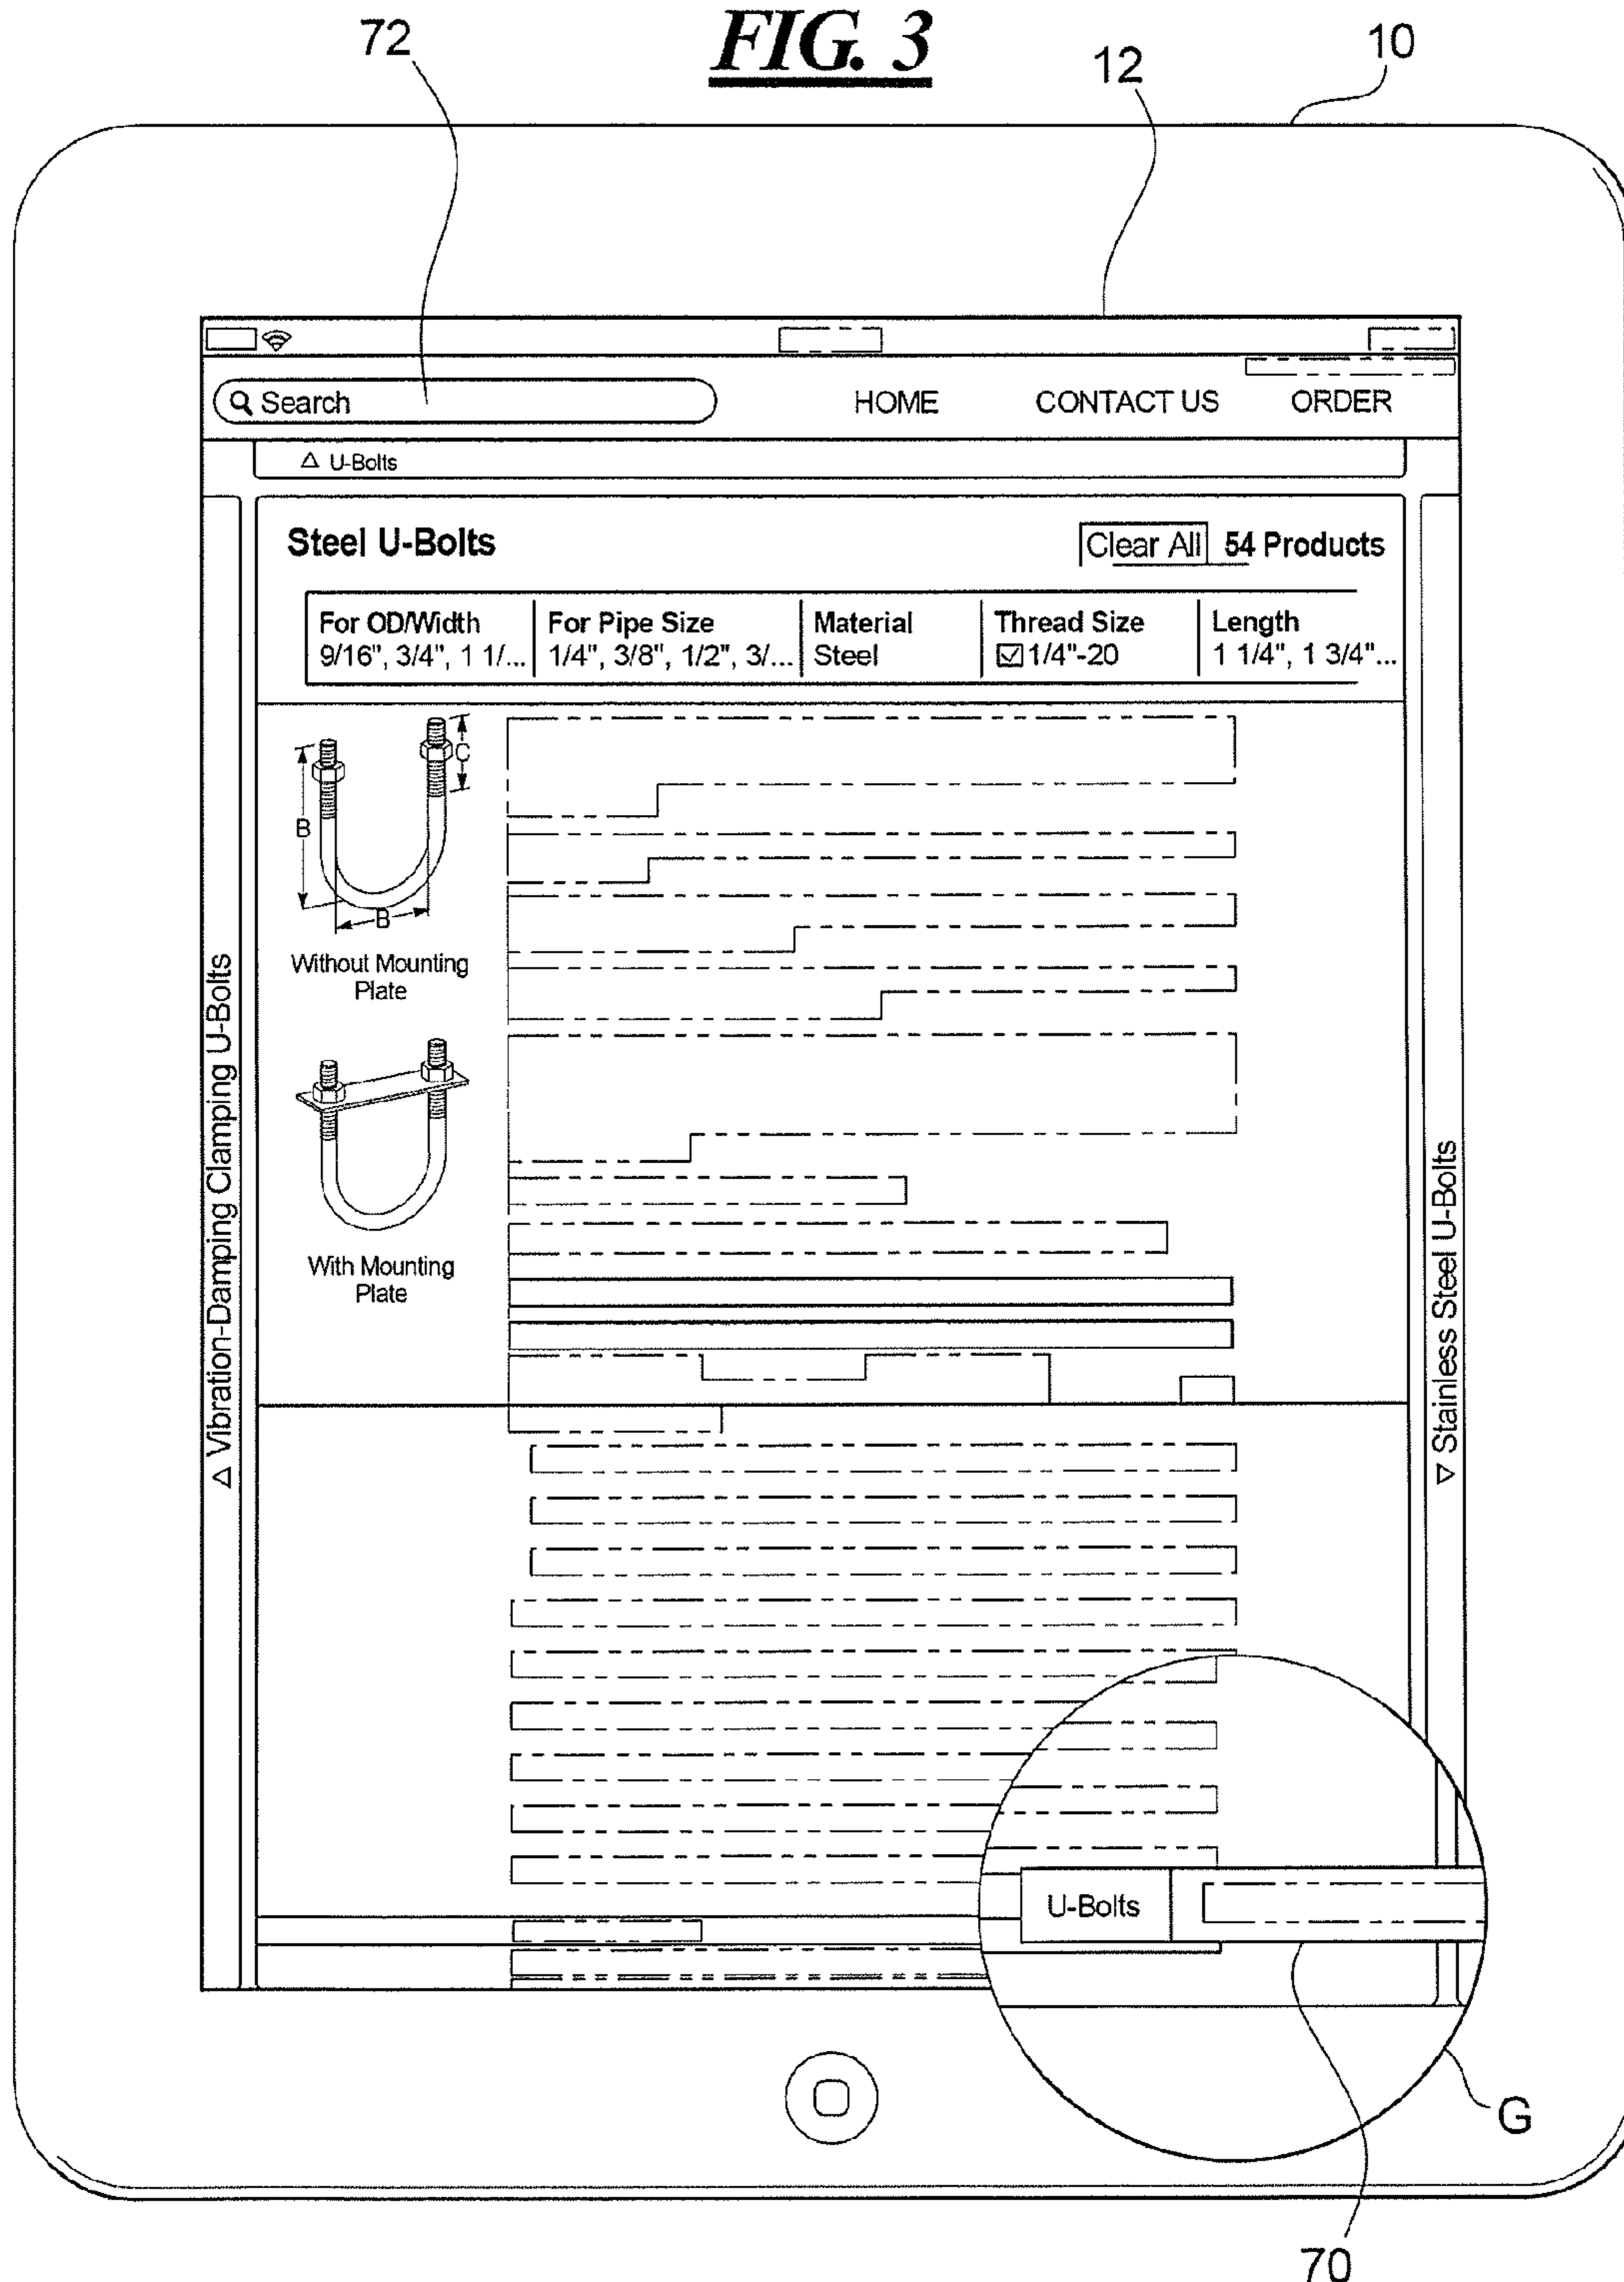 FIG. 3
72
12
10
Search
HOME
CONTACT US
ORDER
△ U-Bolts
Steel U-Bolts
Clear All
54 Products
For OD/Width
9/16", 3/4", 1 1/...
For Pipe Size
1/4", 3/8", 1/2", 3/...
Material
Steel
Thread Size
☑ 1/4"-20
Length
1 1/4", 1 3/4"...
C
B
B
Without Mounting
Plate
With Mounting
Plate
△ Vibration-Damping Clamping U-Bolts
▽ Stainless Steel U-Bolts
U-Bolts
G
70